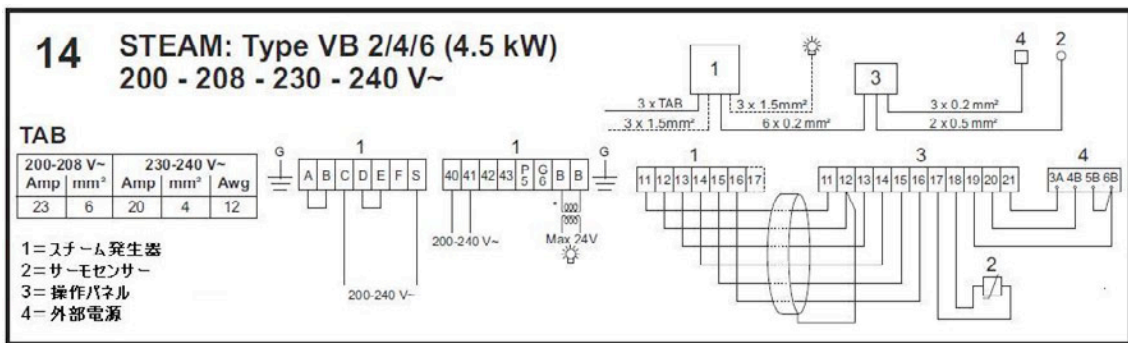 14 STEAM: Type VB 2/4/6 (4.5 kW)
200 - 208 - 230 - 240 V~
TAB
200-208 V~ 230-240 V~
Amp mm² Amp mm² Awg
23 6 20 4 12
1=スチーム発生器
2=サーモセンサー
3=操作パネル
4=外部電源
G 1
A B C D E F S
200-240 V~
1 G
40 41 42 43 P5 G6 B B
*
200-240 V~ Max 24V
1 3 4 2
3 x TAB 3 x 1.5mm² 3 x 0.2 mm²
3 x 1.5mm² 6 x 0.2 mm² 2 x 0.5 mm²
1 3 4
11 12 13 14 15 16 17 11 12 13 14 15 16 17 18 19 20 21 3A 4B 5B 6B
2